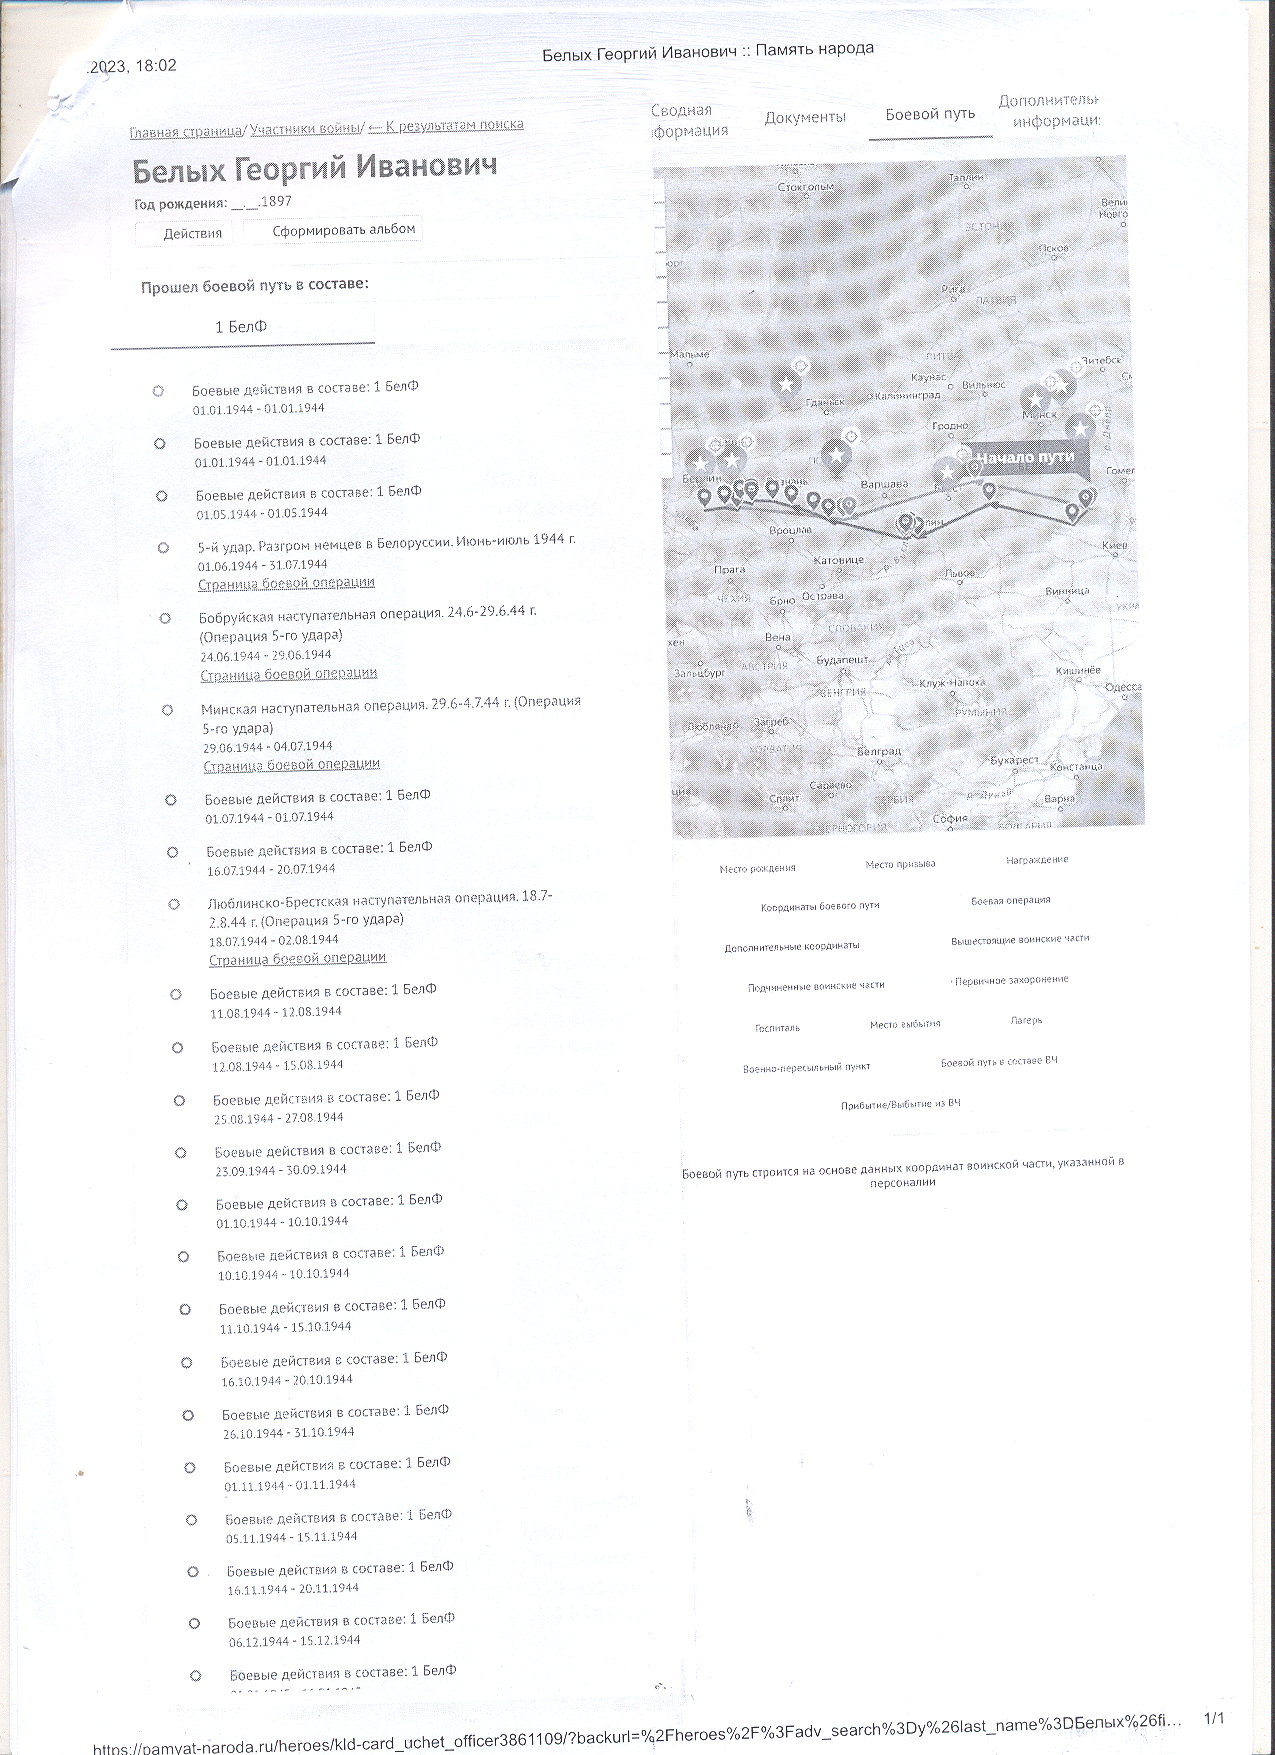 .2023, 18:02
Белых Георгий Иванович :: Память народа
Главная страница/ Участники войны/ ← К результатам поиска
Белых Георгий Иванович
Год рождения: __.__.1897
Действия
Сформировать альбом
Прошел боевой путь в составе:
1 БелФ
Боевые действия в составе: 1 БелФ
01.01.1944 - 01.01.1944
Боевые действия в составе: 1 БелФ
01.01.1944 - 01.01.1944
Боевые действия в составе: 1 БелФ
01.05.1944 - 01.05.1944
5-й удар. Разгром немцев в Белоруссии. Июнь-июль 1944 г.
01.06.1944 - 31.07.1944
Страница боевой операции
Бобруйская наступательная операция. 24.6-29.6.44 г.
(Операция 5-го удара)
24.06.1944 - 29.06.1944
Страница боевой операции
Минская наступательная операция. 29.6-4.7.44 г. (Операция
5-го удара)
29.06.1944 - 04.07.1944
Страница боевой операции
Боевые действия в составе: 1 БелФ
01.07.1944 - 01.07.1944
Боевые действия в составе: 1 БелФ
16.07.1944 - 20.07.1944
Люблинско-Брестская наступательная операция. 18.7-
2.8.44 г. (Операция 5-го удара)
18.07.1944 - 02.08.1944
Страница боевой операции
Боевые действия в составе: 1 БелФ
11.08.1944 - 12.08.1944
Боевые действия в составе: 1 БелФ
12.08.1944 - 15.08.1944
Боевые действия в составе: 1 БелФ
25.08.1944 - 27.08.1944
Боевые действия в составе: 1 БелФ
23.09.1944 - 30.09.1944
Боевые действия в составе: 1 БелФ
01.10.1944 - 10.10.1944
Боевые действия в составе: 1 БелФ
10.10.1944 - 10.10.1944
Боевые действия в составе: 1 БелФ
11.10.1944 - 15.10.1944
Боевые действия в составе: 1 БелФ
16.10.1944 - 20.10.1944
Боевые действия в составе: 1 БелФ
26.10.1944 - 31.10.1944
Боевые действия в составе: 1 БелФ
01.11.1944 - 01.11.1944
Боевые действия в составе: 1 БелФ
05.11.1944 - 15.11.1944
Боевые действия в составе: 1 БелФ
16.11.1944 - 20.11.1944
Боевые действия в составе: 1 БелФ
06.12.1944 - 15.12.1944
Боевые действия в составе: 1 БелФ
Сводная
формация
Документы
Боевой путь
Дополнитель
информаци
Стокгольм
Таллин
Вели
Новго
ЭСТОНИЯ
Псков
Рига
ЛАТВИЯ
Мальме
ЛИТВА
Витебск
Каунас
Вильнюс
Гданьск
Калининград
Минск
Гродно
Начало пути
Гомел
Берлин
Варшава
Вроцлав
Киев
Прага
Катовице
Львов
ЧЕХИЯ
Брно
Острава
Винница
СЛОВАКИЯ
Вена
Зальцбург
АВСТРИЯ
Будапешт
Кишинёв
ВЕНГРИЯ
Клуж-Напока
Одесса
Любляна
Загреб
РУМЫНИЯ
ХОРВАТИЯ
Белград
Бухарест
Констанца
Сараево
Сплит
СЕРБИЯ
Варна
ЧЕРНОГОРИЯ
София
БОЛГАРИЯ
Место рождения
Место призыва
Награждение
Координаты боевого пути
Боевая операция
Дополнительные координаты
Вышестоящие воинские части
Подчиненные воинские части
Первичное захоронение
Госпиталь
Место выбытия
Лагерь
Военно-пересыльный пункт
Боевой путь в составе ВЧ
Прибытие/Выбытие из ВЧ
Боевой путь строится на основе данных координат воинской части, указанной в
персоналии
https://pamyat-naroda.ru/heroes/kld-card_uchet_officer3861109/?backurl=%2Fheroes%2F%3Fadv_search%3Dy%26last_name%3DБелых%26fi...
1/1